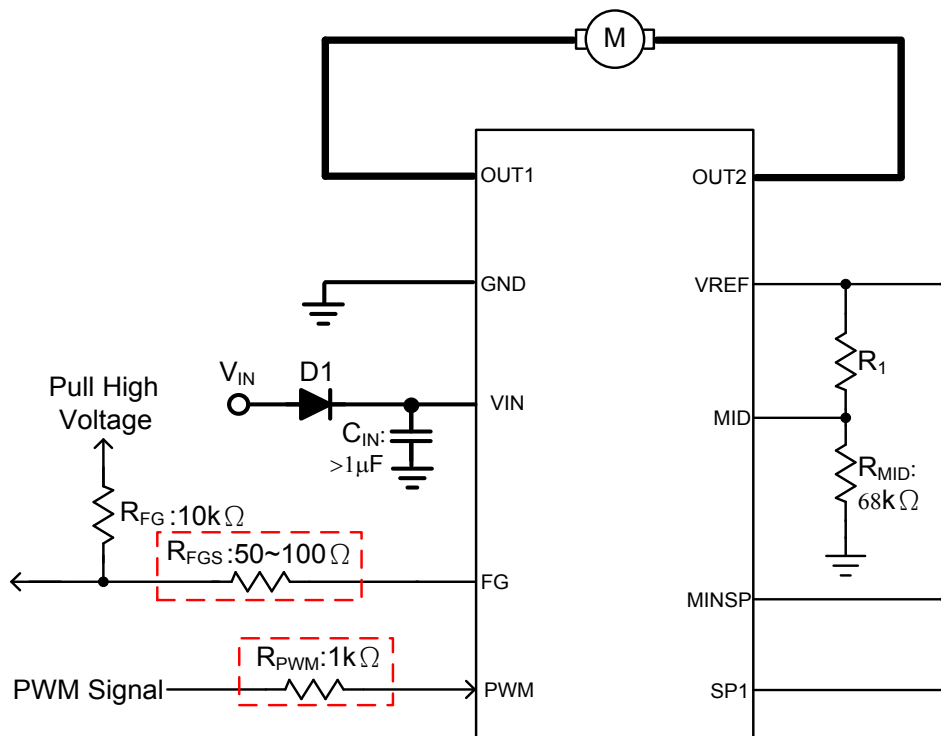 M
OUT1
OUT2
GND
VREF
R1
VIN
D1
VIN
MID
CIN:
>1μF
RMID:
68kΩ
Pull High
Voltage
RFG:10kΩ
RFGS:50~100Ω
FG
MINSP
RPWM:1kΩ
PWM Signal
PWM
SP1